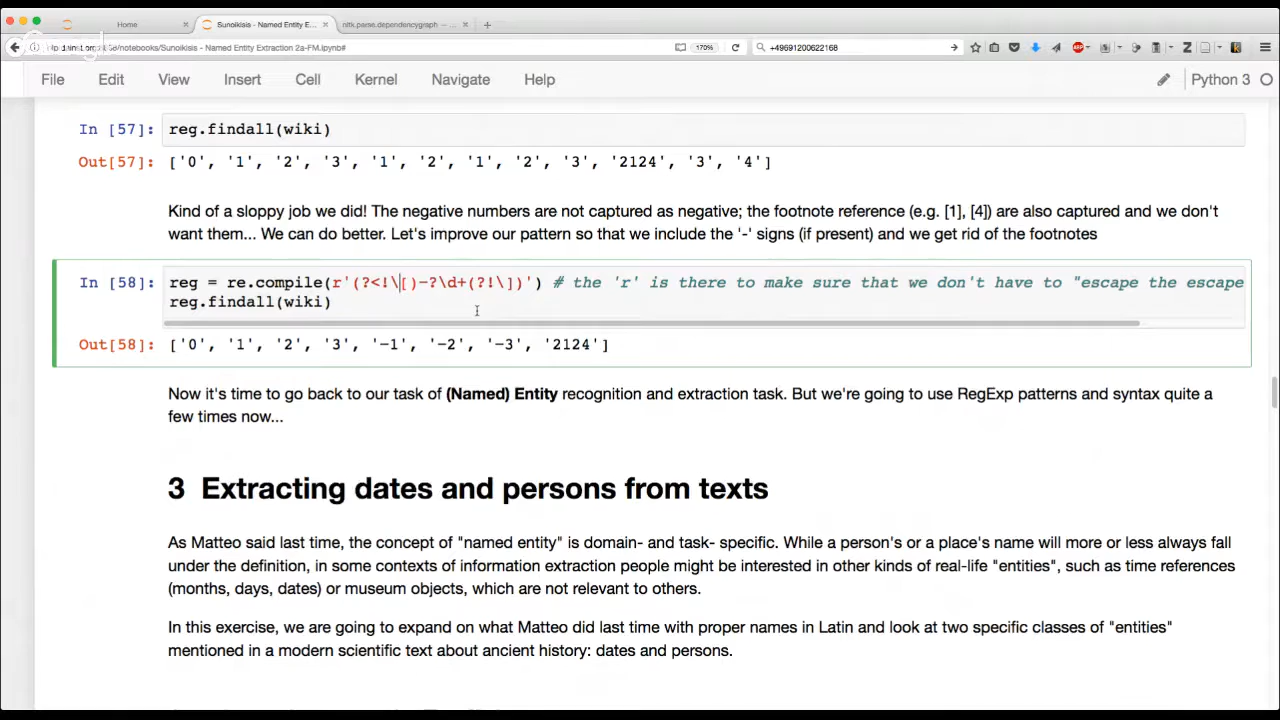 Home
Sunoikisis - Named Entity E...
nltk.parse.dependencygraph —
/notebooks/Sunoikisis - Named Entity Extraction 2a-FM.ipynb#
170%
+49691200622168
ABP
Z
File Edit View Insert Cell Kernel Navigate Help
Python 3
In [57]: reg.findall(wiki)
Out[57]: ['0', '1', '2', '3', '1', '2', '1', '2', '3', '2124', '3', '4']
Kind of a sloppy job we did! The negative numbers are not captured as negative; the footnote reference (e.g. [1], [4]) are also captured and we don't
want them... We can do better. Let's improve our pattern so that we include the '-' signs (if present) and we get rid of the footnotes
In [58]: reg = re.compile(r'(?<!\[)-?\d+(?!\])') # the 'r' is there to make sure that we don't have to "escape the escape
reg.findall(wiki)
Out[58]: ['0', '1', '2', '3', '-1', '-2', '-3', '2124']
Now it's time to go back to our task of (Named) Entity recognition and extraction task. But we're going to use RegExp patterns and syntax quite a
few times now...
3 Extracting dates and persons from texts
As Matteo said last time, the concept of "named entity" is domain- and task- specific. While a person's or a place's name will more or less always fall
under the definition, in some contexts of information extraction people might be interested in other kinds of real-life "entities", such as time references
(months, days, dates) or museum objects, which are not relevant to others.
In this exercise, we are going to expand on what Matteo did last time with proper names in Latin and look at two specific classes of "entities"
mentioned in a modern scientific text about ancient history: dates and persons.